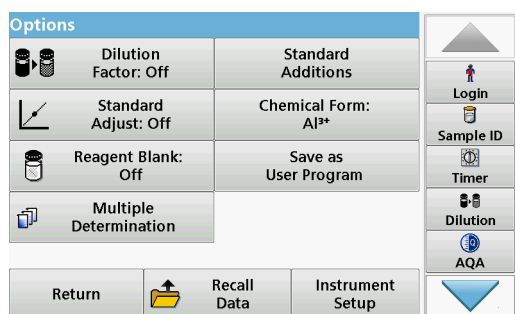 Options
Dilution
Factor: Off
Standard
Additions
Standard
Adjust: Off
Chemical Form:
Al³⁺
Reagent Blank:
Off
Save as
User Program
Multiple
Determination
Return
Recall
Data
Instrument
Setup
Login
Sample ID
Timer
Dilution
AQA